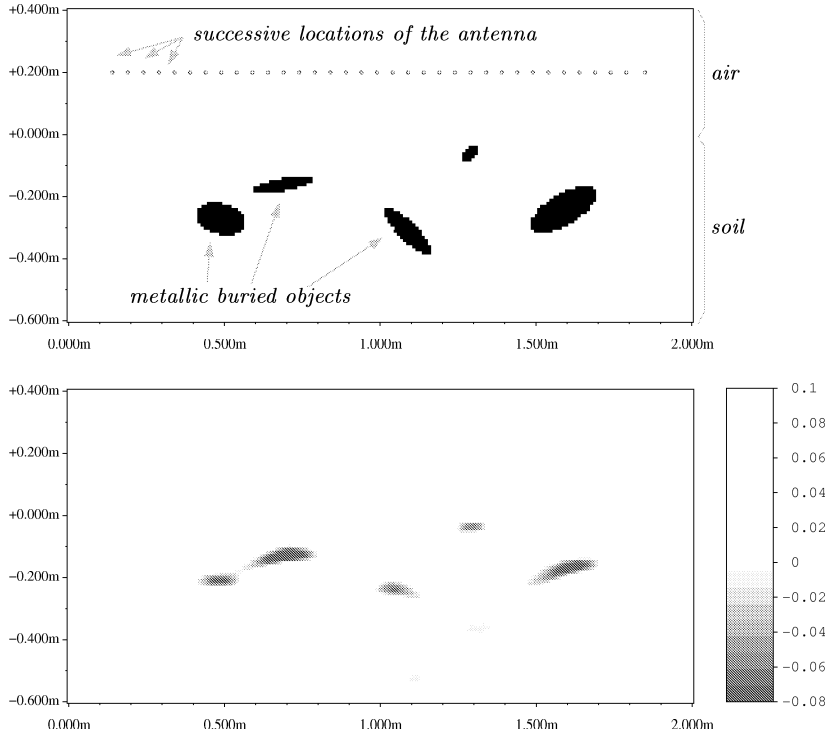 +0.400m
successive locations of the antenna
air
+0.200m
+0.000m
−0.200m
soil
−0.400m
metallic buried objects
−0.600m
0.000m 0.500m 1.000m 1.500m 2.000m
+0.400m
0.1
0.08
+0.200m
0.06
0.04
+0.000m
0.02
0
−0.200m
−0.02
−0.04
−0.400m
−0.06
−0.600m
−0.08
0.000m 0.500m 1.000m 1.500m 2.000m